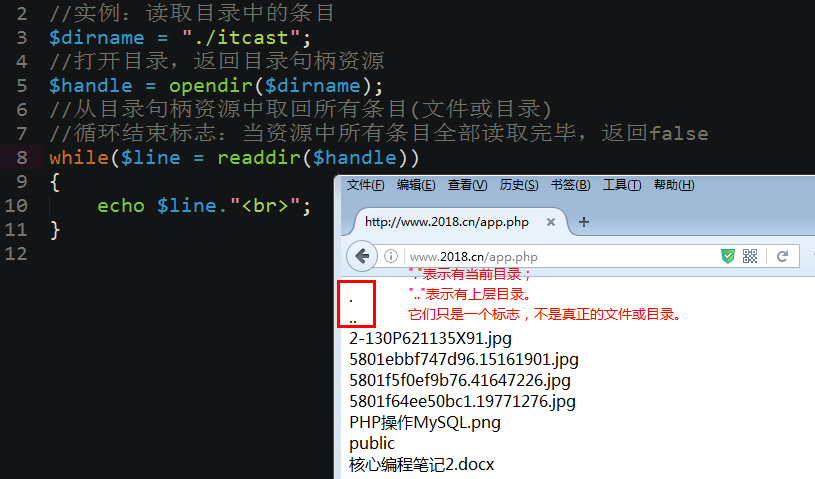 2 //实例：读取目录中的条目
3 $dirname = "./itcast";
4 //打开目录，返回目录句柄资源
5 $handle = opendir($dirname);
6 //从目录句柄资源中取回所有条目(文件或目录)
7 //循环结束标志：当资源中所有条目全部读取完毕，返回false
8 while($line = readdir($handle))
9 {
10 echo $line."<br>";
11 }
12
文件(F) 编辑(E) 查看(V) 历史(S) 书签(B) 工具(T) 帮助(H)
http://www.2018.cn/app.php × +
www.2018.cn/app.php
"."表示有当前目录；
".."表示有上层目录。
它们只是一个标志，不是真正的文件或目录。
.
..
2-130P621135X91.jpg
5801ebbf747d96.15161901.jpg
5801f5f0ef9b76.41647226.jpg
5801f64ee50bc1.19771276.jpg
PHP操作MySQL.png
public
核心编程笔记2.docx